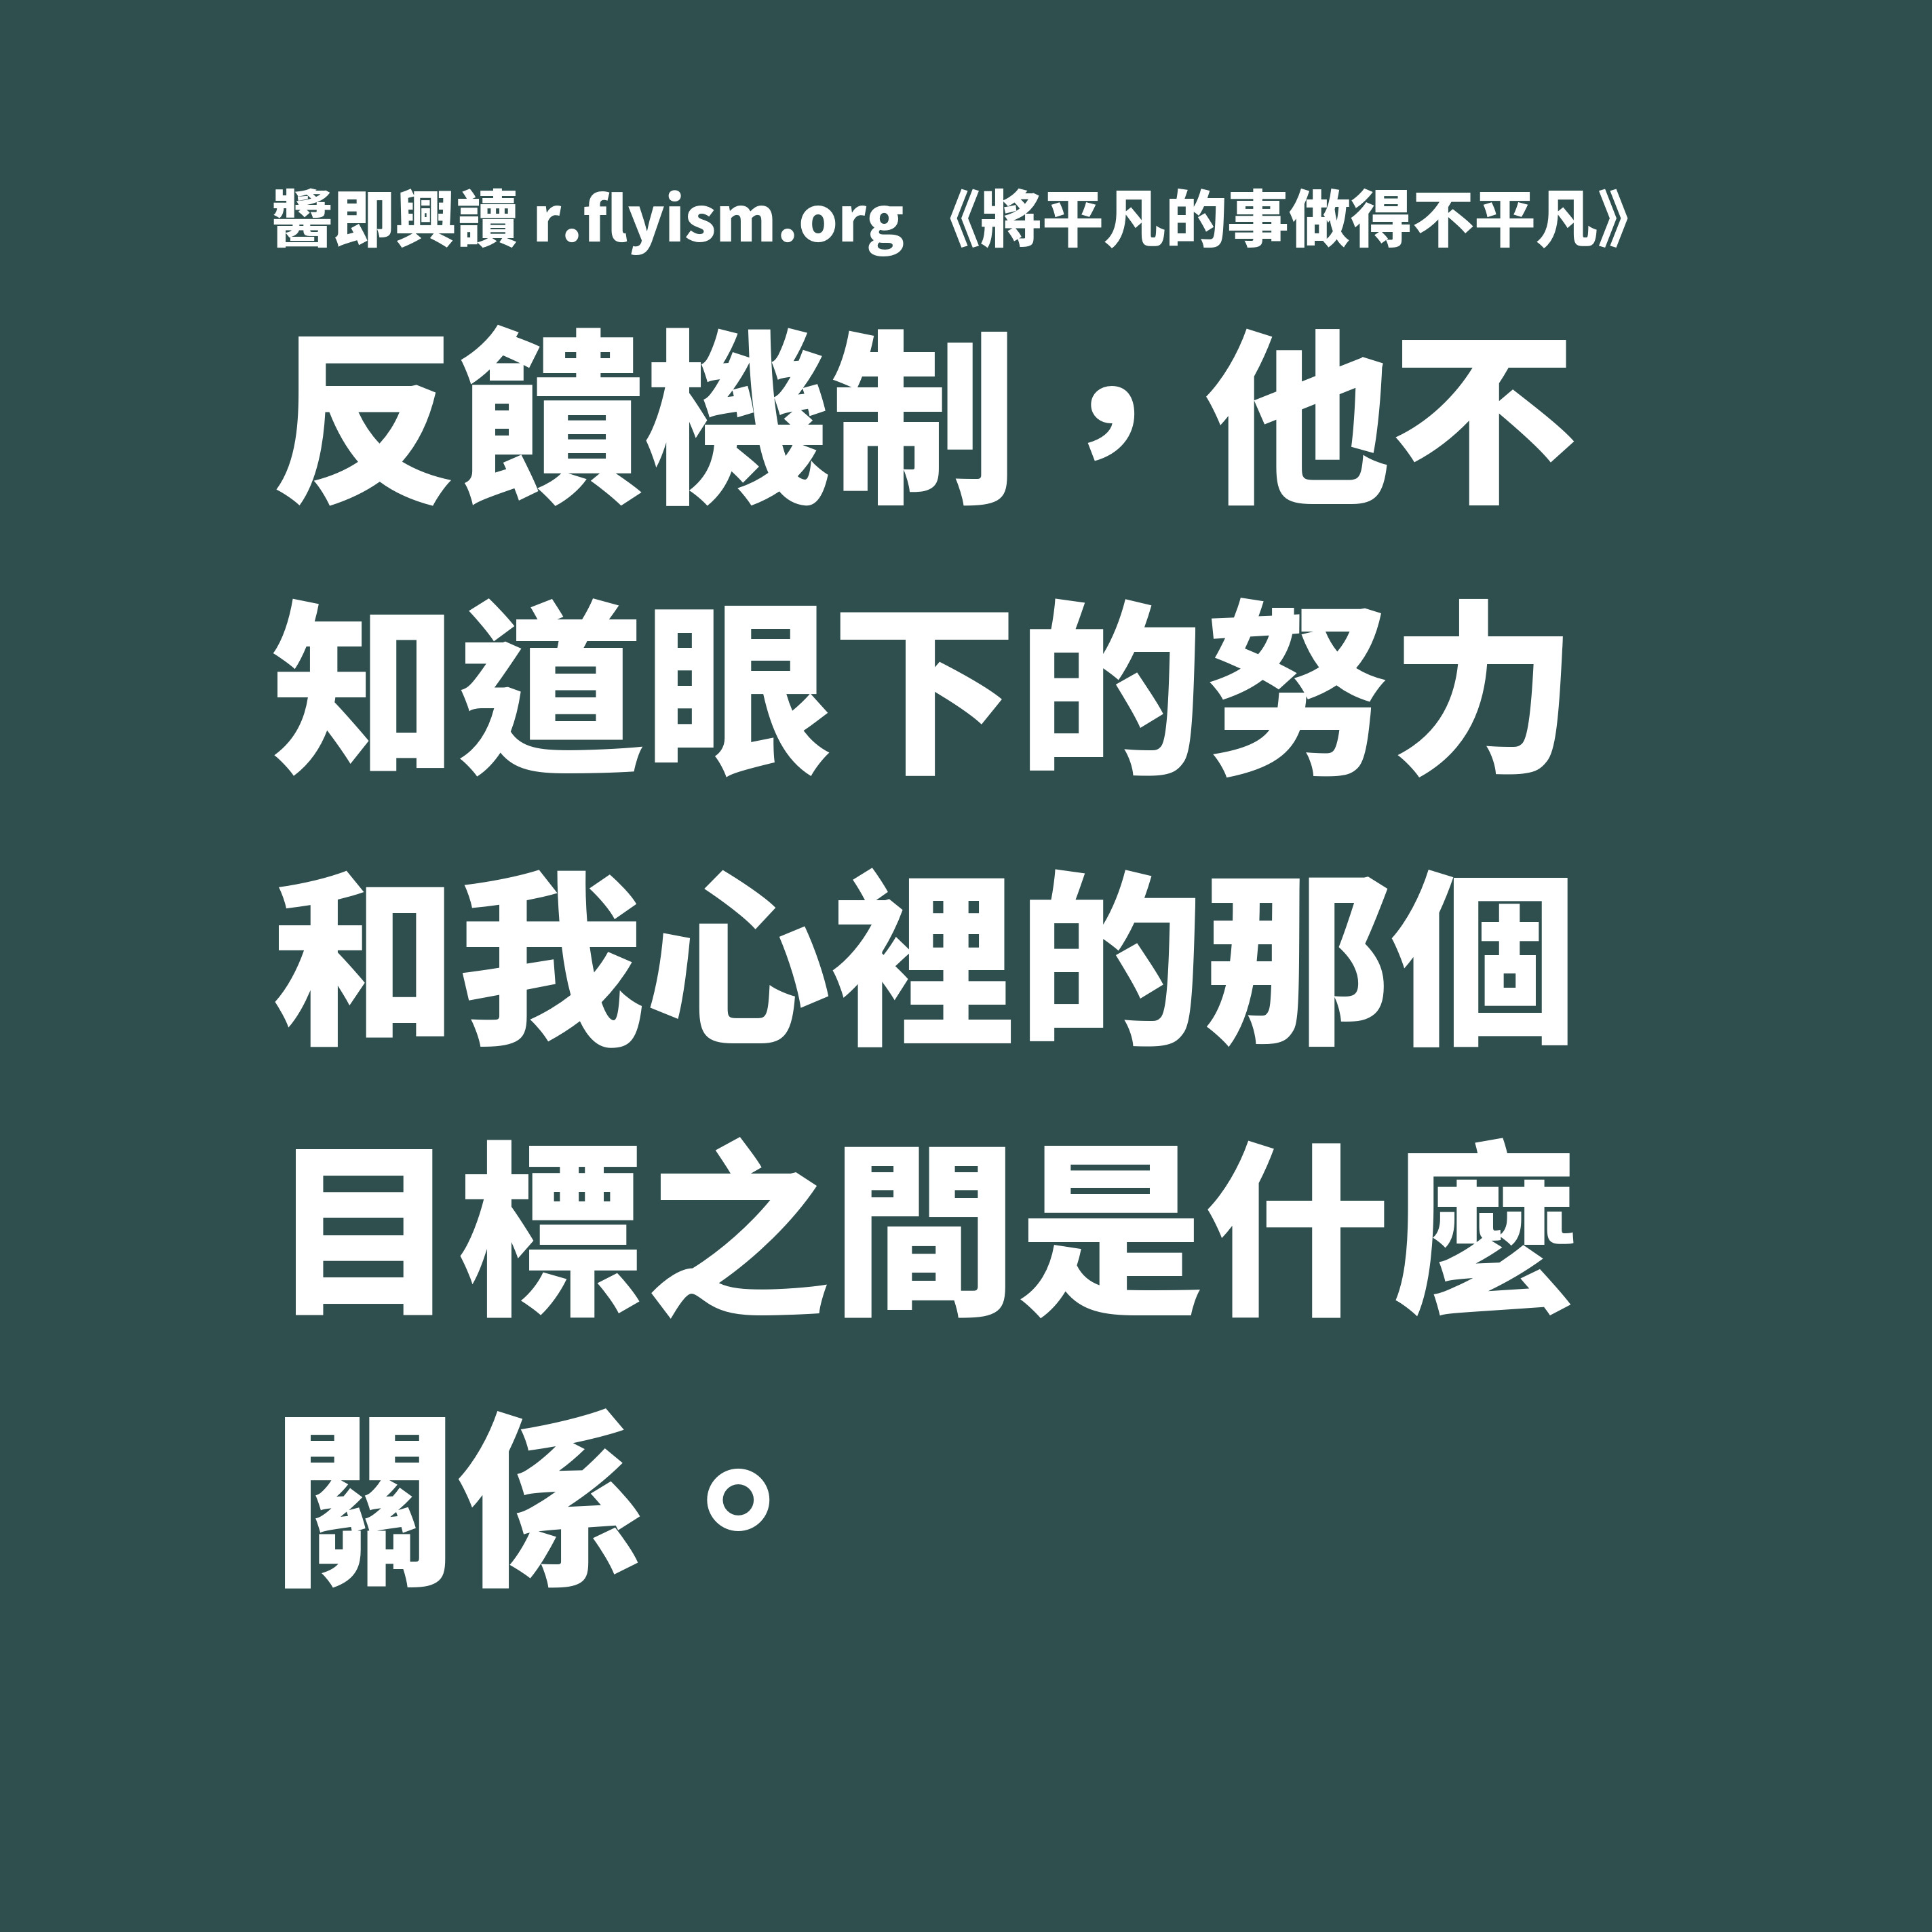 獒即與讀 r.flyism.org 《將平凡的事做得不平凡》
反饋機制，他不
知道眼下的努力
和我心裡的那個
目標之間是什麼
關係。